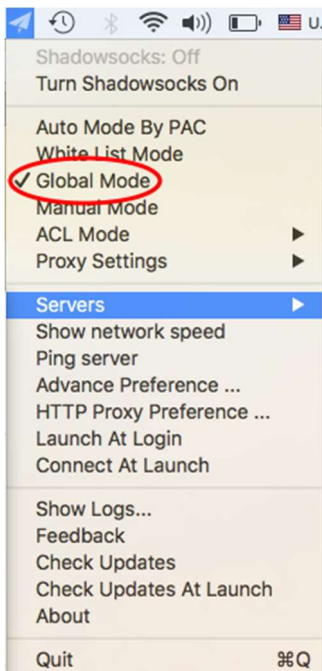 U.
Shadowsocks: Off
Turn Shadowsocks On
Auto Mode By PAC
White List Mode
✓ Global Mode
Manual Mode
ACL Mode
Proxy Settings
Servers
Show network speed
Ping server
Advance Preference ...
HTTP Proxy Preference ...
Launch At Login
Connect At Launch
Show Logs...
Feedback
Check Updates
Check Updates At Launch
About
Quit ⌘Q